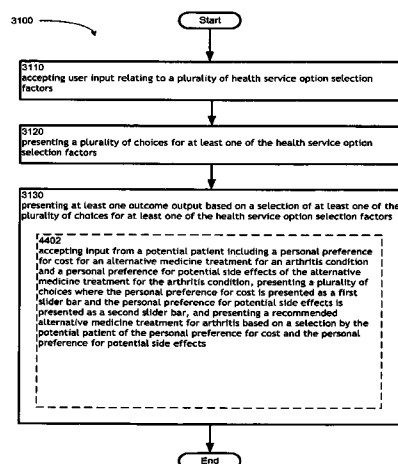 3100
Start
3110
accepting user input relating to a plurality of health service option selection
factors
3120
presenting a plurality of choices for at least one of the health service option
selection factors
3130
presenting at least one outcome output based on a selection of at least one of the
plurality of choices for at least one of the health service option selection factors
4402
accepting input from a potential patient including a personal preference
for cost for an alternative medicine treatment for an arthritis condition
and a personal preference for potential side effects of the alternative
medicine treatment for the arthritis condition, presenting a plurality of
choices where the personal preference for cost is presented as a first
slider bar and the personal preference for potential side effects is
presented as a second slider bar, and presenting a recommended
alternative medicine treatment for arthritis based on a selection by the
potential patient of the personal preference for cost and the personal
preference for potential side effects
End